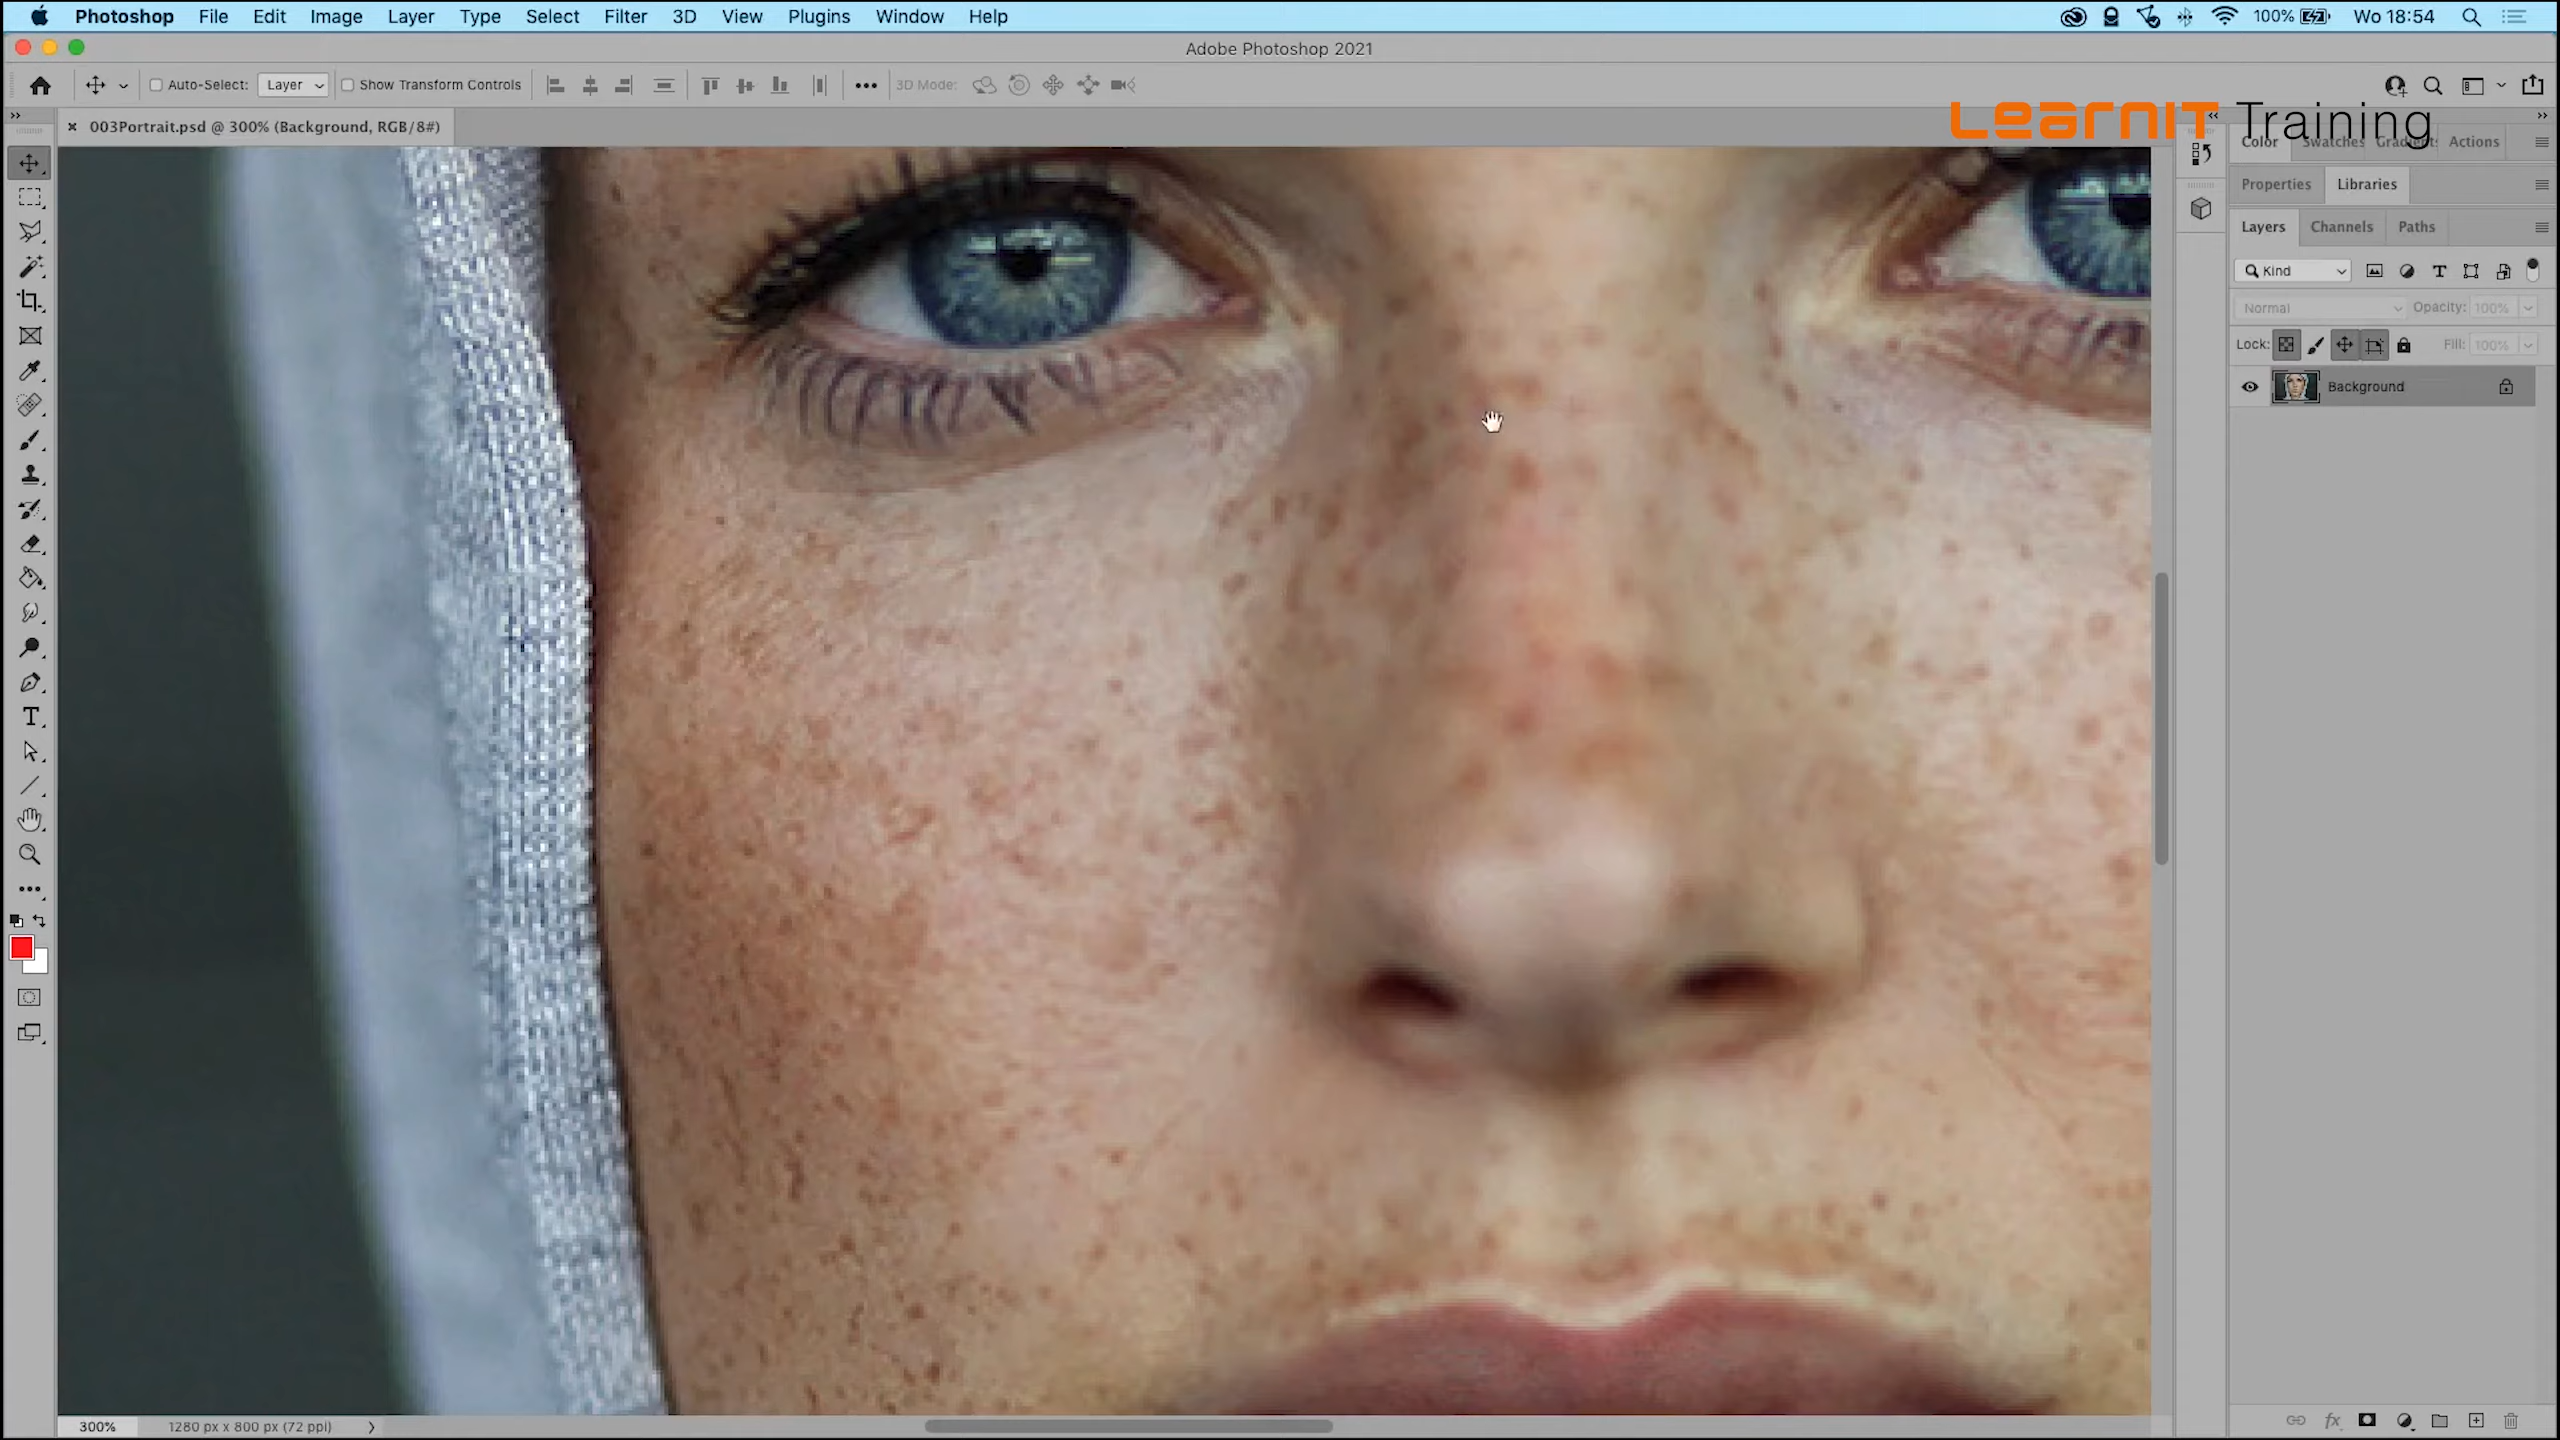 Photoshop File Edit Image Layer Type Select Filter 3D View Plugins Window Help 100% Wo 18:54
Adobe Photoshop 2021
Auto-Select: Layer Show Transform Controls 3D Mode:
LearnIT Training
003Portrait.psd @ 300% (Background, RGB/8#)
Color Swatches Gradients Actions
Properties Libraries
Layers Channels Paths
Kind
Normal Opacity: 100%
Lock: Fill: 100%
Background
300% 1280 px x 800 px (72 ppi)